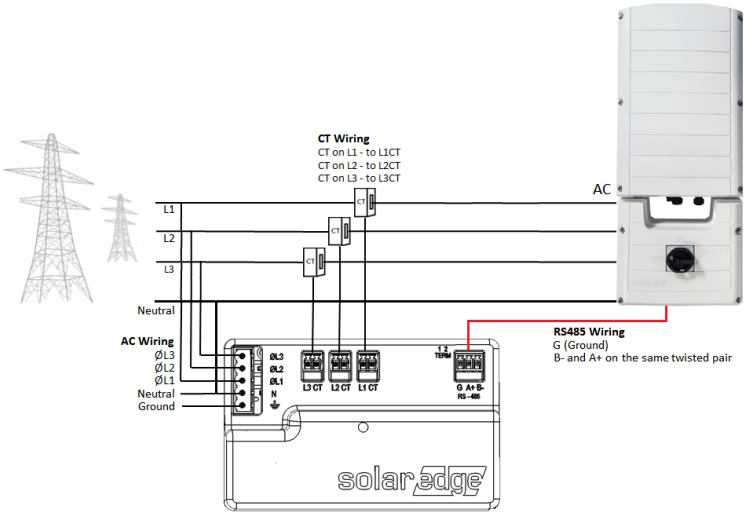 CT Wiring
CT on L1 - to L1CT
CT on L2 - to L2CT
CT on L3 - to L3CT
AC
CT
L1
CT
L2
CT
L3
Neutral
RS485 Wiring
G (Ground)
B- and A+ on the same twisted pair
AC Wiring
ØL3
ØL2
ØL1
Neutral
Ground
ØL3
ØL2
ØL1
N
L3 CT L2 CT L1 CT
1 2
TERM
G A+ B-
RS - 485
solaredge